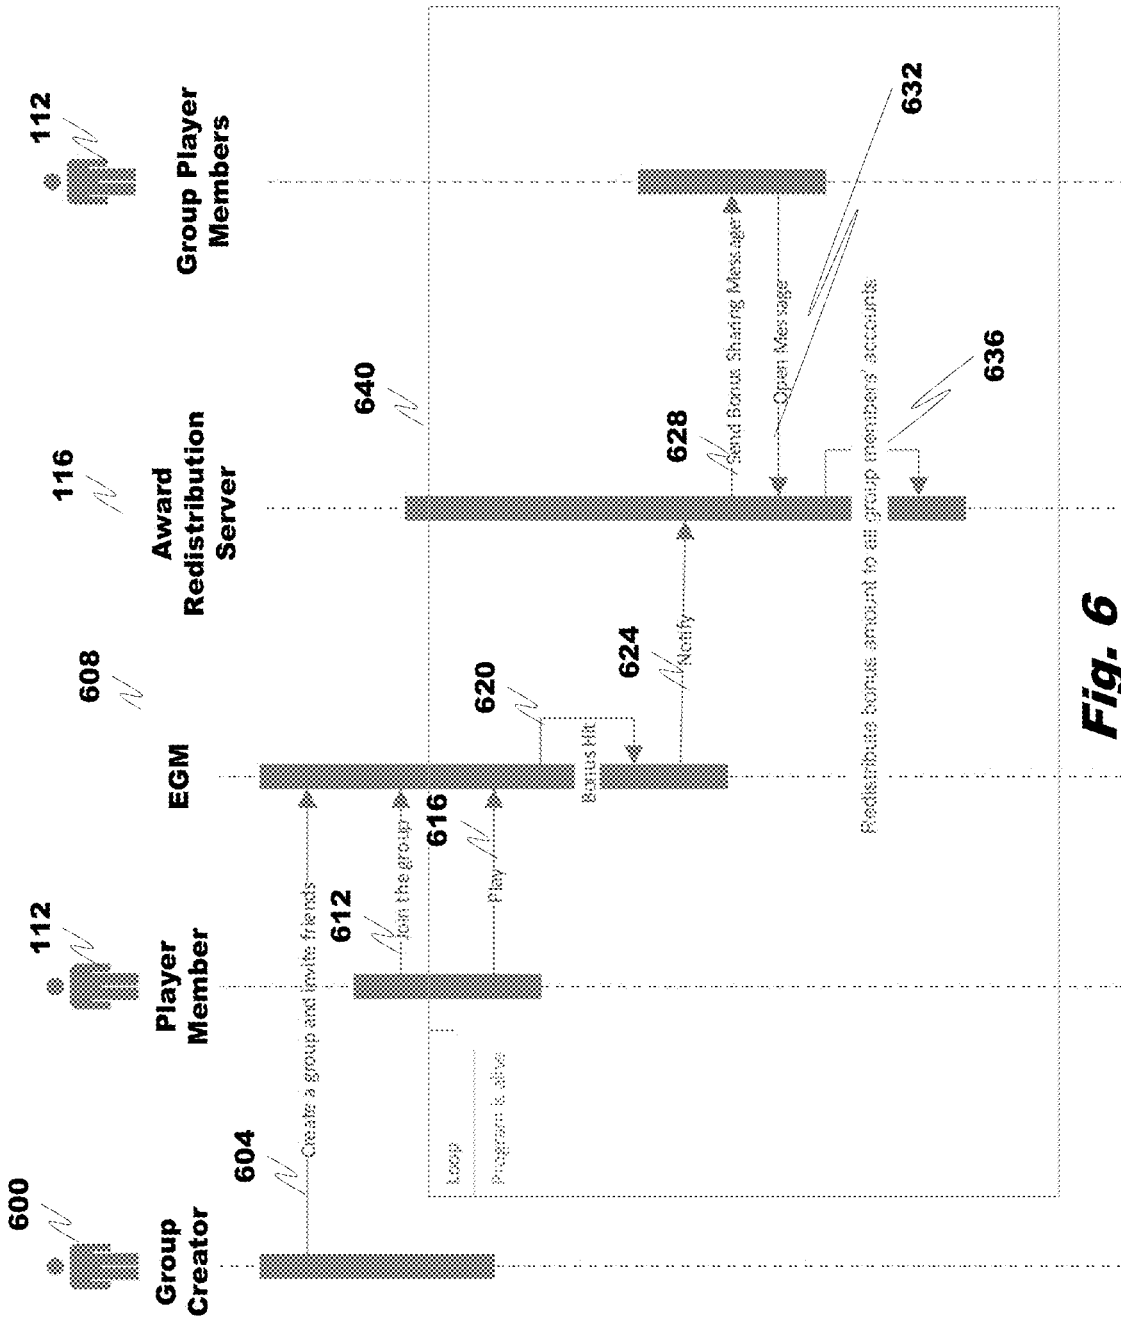 600
Group
Creator
112
Player
Member
608
EGM
116
Award
Redistribution
Server
112
Group Player
Members
604
Create a group and invite friends
612
Join the group
640
Loop
Program is alive
616
Play
620
Bonus Hit
624
Notify
628
Send Bonus Sharing Message
Open Message
632
Redistribute bonus amount to all group members' accounts
636
Fig. 6